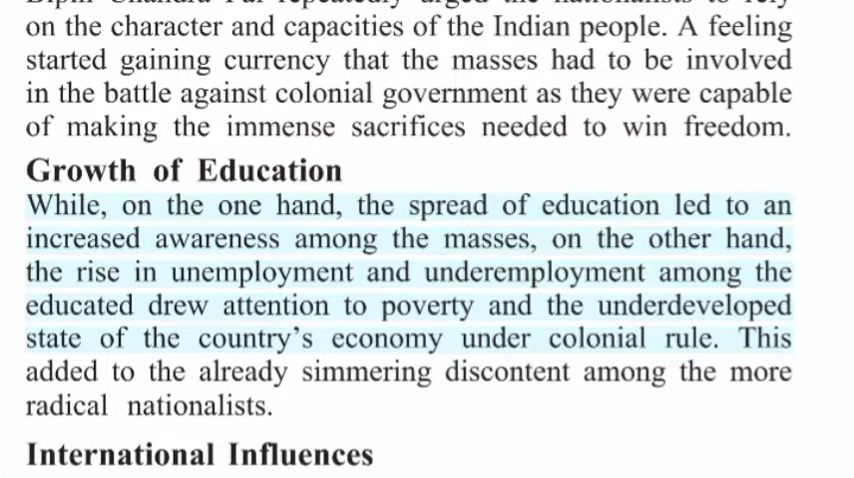 on the character and capacities of the Indian people. A feeling
started gaining currency that the masses had to be involved
in the battle against colonial government as they were capable
of making the immense sacrifices needed to win freedom.
Growth of Education
While, on the one hand, the spread of education led to an
increased awareness among the masses, on the other hand,
the rise in unemployment and underemployment among the
educated drew attention to poverty and the underdeveloped
state of the country’s economy under colonial rule. This
added to the already simmering discontent among the more
radical nationalists.
International Influences